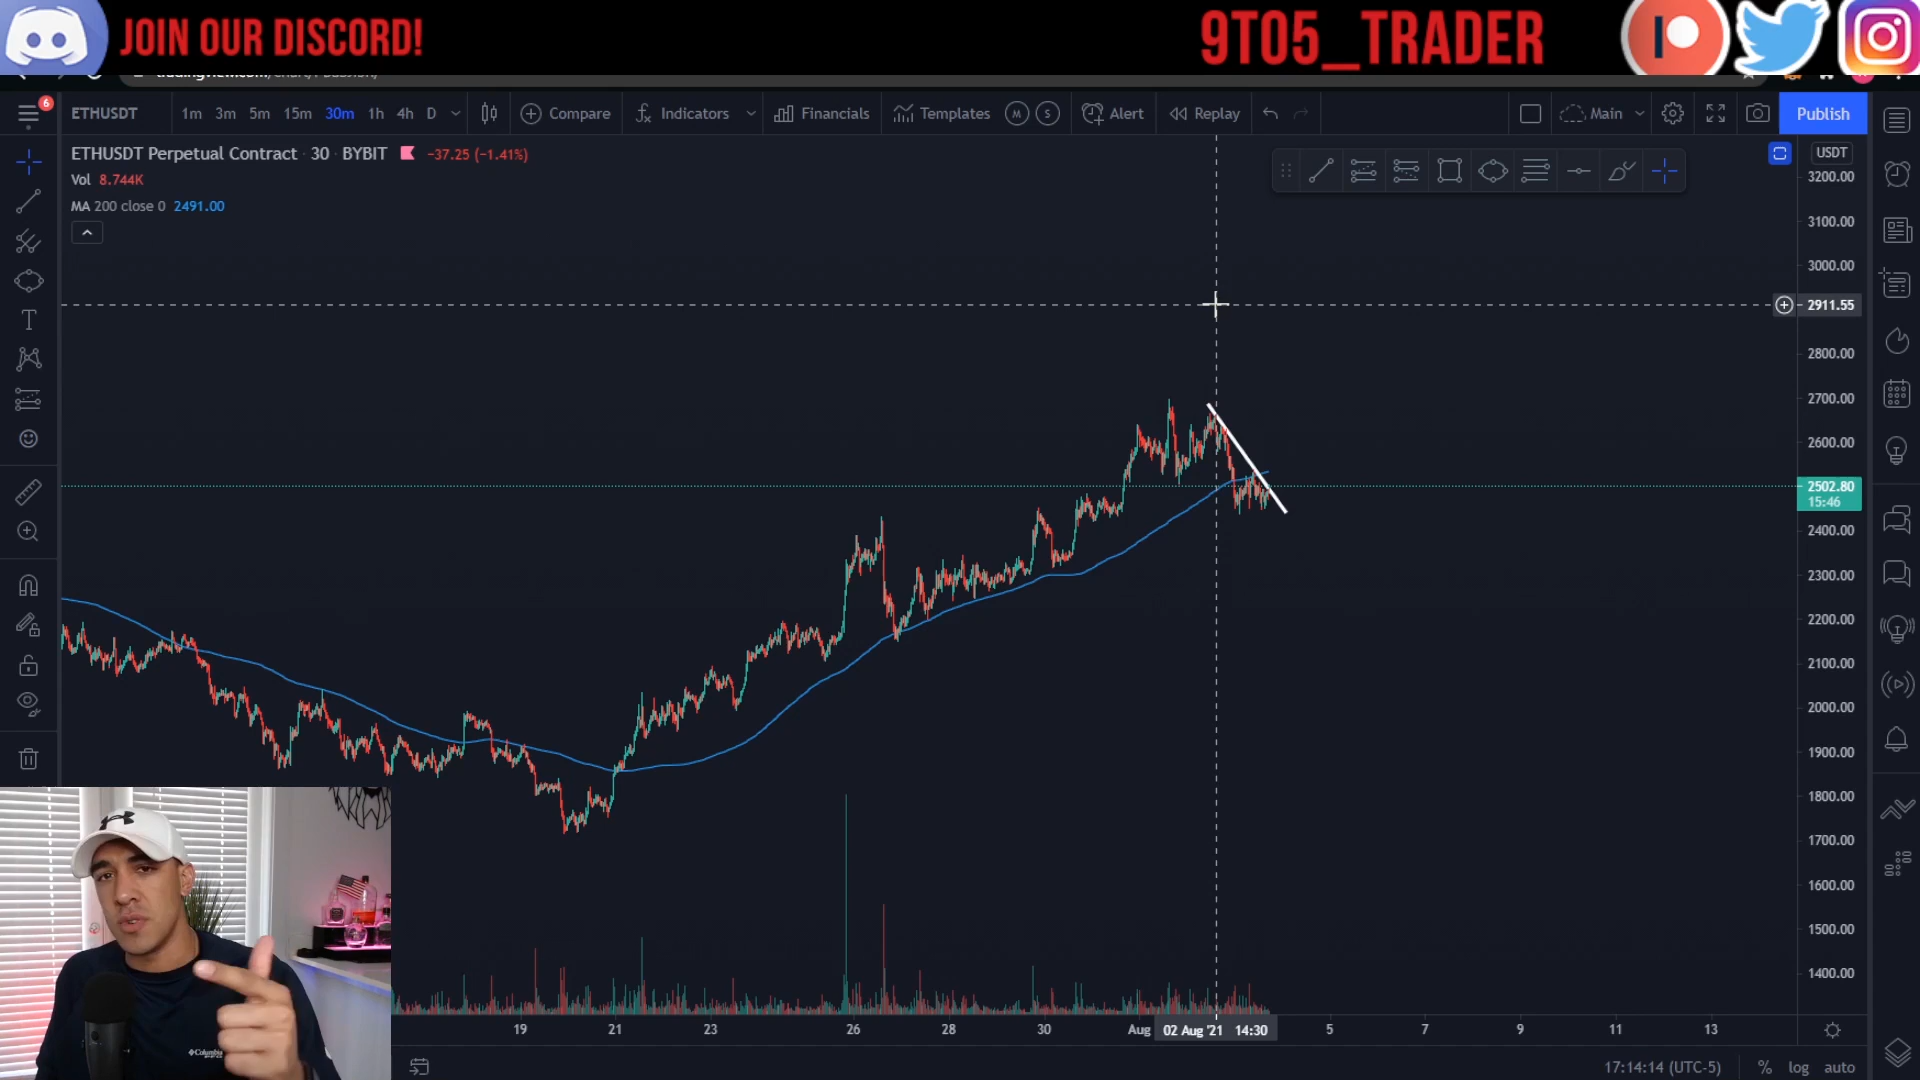 JOIN OUR DISCORD!
9TO5_TRADER
6
ETHUSDT
1m 3m 5m 15m 30m 1h 4h D
Compare
Indicators
Financials
Templates
M
S
Alert
Replay
Main
Publish
ETHUSDT Perpetual Contract · 30 · BYBIT
−37.25 (−1.41%)
Vol 8.744K
MA 200 close 0 2491.00
USDT
3200.00
3100.00
3000.00
2911.55
2800.00
2700.00
2600.00
2502.80
15:46
2400.00
2300.00
2200.00
2100.00
2000.00
1900.00
1800.00
1700.00
1600.00
1500.00
1400.00
Columbia
19 21 23 26 28 30 Aug 02 Aug '21 14:30 5 7 9 11 13
17:14:14 (UTC-5)
% log auto